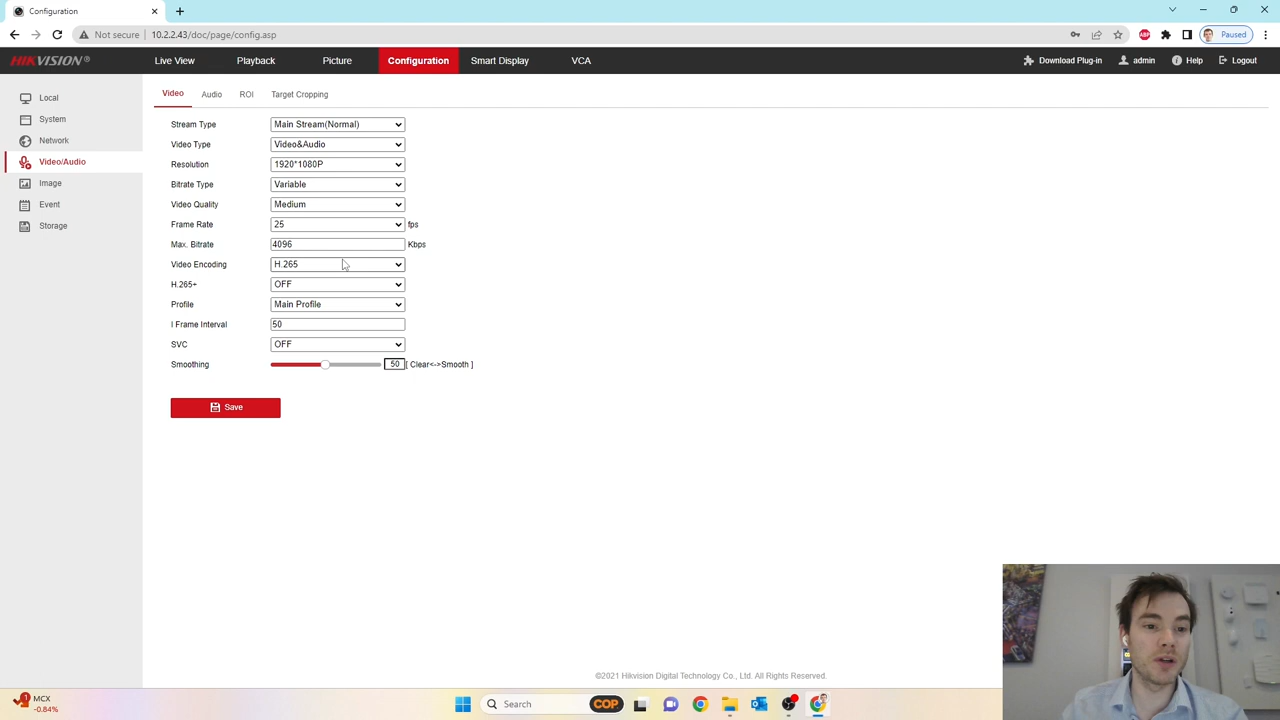 Configuration
Not secure 10.2.2.43/doc/page/config.asp
ABP
Paused
HIKVISION®
Live View
Playback
Picture
Configuration
Smart Display
VCA
Download Plug-in
admin
Help
Logout
Local
System
Network
Video/Audio
Image
Event
Storage
Video
Audio
ROI
Target Cropping
Stream Type Main Stream(Normal)
Video Type Video&Audio
Resolution 1920*1080P
Bitrate Type Variable
Video Quality Medium
Frame Rate 25 fps
Max. Bitrate 4096 Kbps
Video Encoding H.265
H.265+ OFF
Profile Main Profile
I Frame Interval 50
SVC OFF
Smoothing 50 [ Clear<->Smooth ]
Save
©2021 Hikvision Digital Technology Co., Ltd. All Rights Reserved.
1
MCX
-0.84%
Search
COP